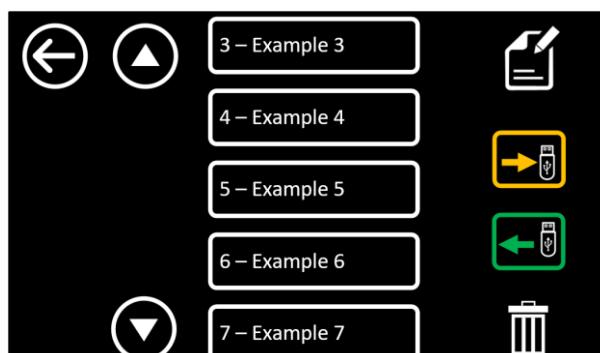 3 – Example 3
4 – Example 4
5 – Example 5
6 – Example 6
7 – Example 7